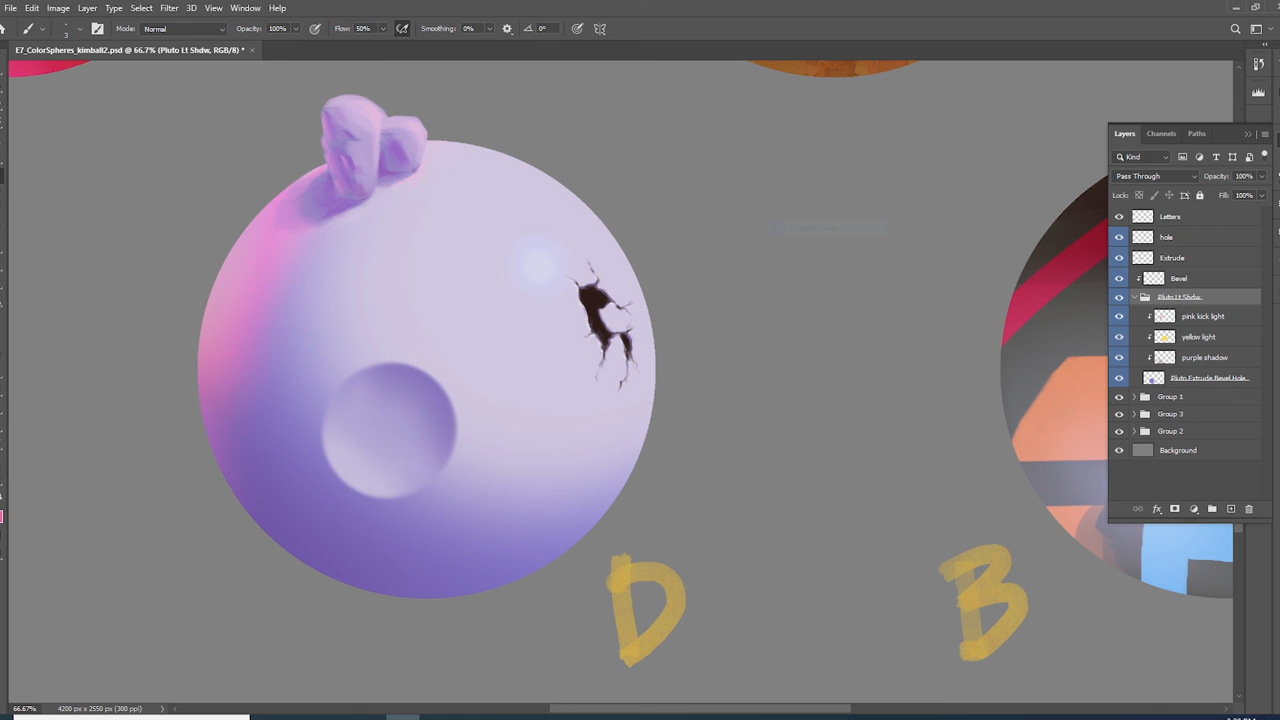 File Edit Image Layer Type Select Filter 3D View Window Help
3 Mode: Normal Opacity: 100% Flow: 50% Smoothing: 0% 0°
E7_ColorSpheres_kimball2.psd @ 66.7% (Pluto Lt Shdw, RGB/8) * ×
Layers Channels Paths
Kind
Pass Through Opacity: 100%
Lock: Fill: 100%
Letters
hole
Extrude
Bevel
Pluto Lt Shdw
pink kick light
yellow light
purple shadow
Pluto Extrude Bevel Hole
Group 1
Group 3
Group 2
Background
fx
D B
66.67% 4200 px x 2550 px (300 ppi)